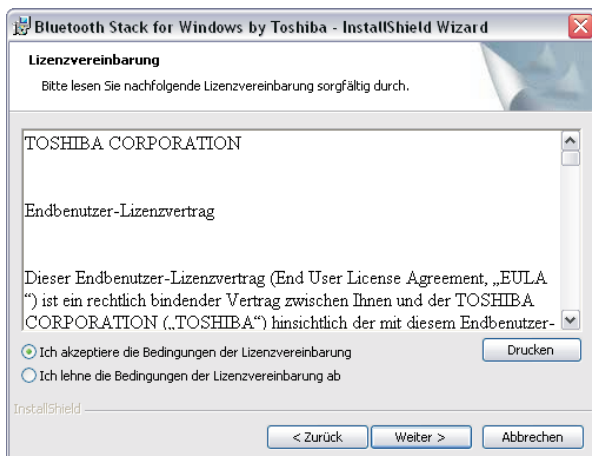 Bluetooth Stack for Windows by Toshiba - InstallShield Wizard
Lizenzvereinbarung
Bitte lesen Sie nachfolgende Lizenzvereinbarung sorgfältig durch.
TOSHIBA CORPORATION
Endbenutzer-Lizenzvertrag
Dieser Endbenutzer-Lizenzvertrag (End User License Agreement, „EULA
“) ist ein rechtlich bindender Vertrag zwischen Ihnen und der TOSHIBA
CORPORATION („TOSHIBA“) hinsichtlich der mit diesem Endbenutzer-
Ich akzeptiere die Bedingungen der Lizenzvereinbarung
Drucken
Ich lehne die Bedingungen der Lizenzvereinbarung ab
InstallShield
< Zurück
Weiter >
Abbrechen